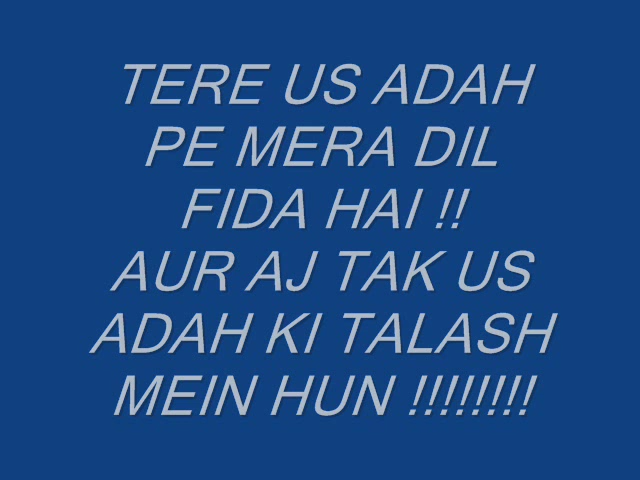 TERE US ADAH
PE MERA DIL
FIDA HAI !!
AUR AJ TAK US
ADAH KI TALASH
MEIN HUN !!!!!!!!